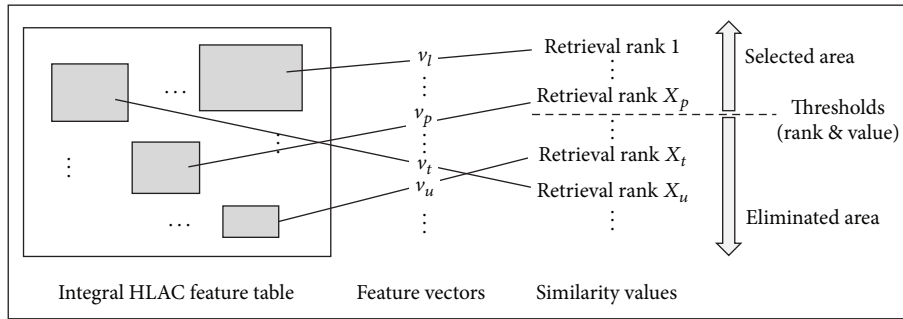 v_l
Retrieval rank 1
Selected area
...
⋮
⋮
v_p
Retrieval rank X_p
Thresholds
(rank & value)
⋮
⋮
⋮
⋮
v_t
Retrieval rank X_t
v_u
Retrieval rank X_u
...
⋮
⋮
Eliminated area
Integral HLAC feature table
Feature vectors
Similarity values